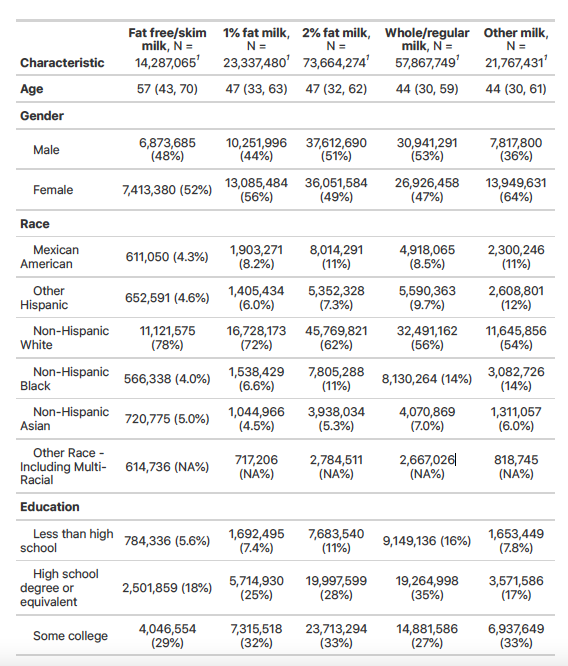 Characteristic Fat free/skim milk, N = 14,287,065¹ 1% fat milk, N = 23,337,480¹ 2% fat milk, N = 73,664,274¹ Whole/regular milk, N = 57,867,749¹ Other milk, N = 21,767,431¹
Age 57 (43, 70) 47 (33, 63) 47 (32, 62) 44 (30, 59) 44 (30, 61)
Gender
Male 6,873,685 (48%) 10,251,996 (44%) 37,612,690 (51%) 30,941,291 (53%) 7,817,800 (36%)
Female 7,413,380 (52%) 13,085,484 (56%) 36,051,584 (49%) 26,926,458 (47%) 13,949,631 (64%)
Race
Mexican American 611,050 (4.3%) 1,903,271 (8.2%) 8,014,291 (11%) 4,918,065 (8.5%) 2,300,246 (11%)
Other Hispanic 652,591 (4.6%) 1,405,434 (6.0%) 5,352,328 (7.3%) 5,590,363 (9.7%) 2,608,801 (12%)
Non-Hispanic White 11,121,575 (78%) 16,728,173 (72%) 45,769,821 (62%) 32,491,162 (56%) 11,645,856 (54%)
Non-Hispanic Black 566,338 (4.0%) 1,538,429 (6.6%) 7,805,288 (11%) 8,130,264 (14%) 3,082,726 (14%)
Non-Hispanic Asian 720,775 (5.0%) 1,044,966 (4.5%) 3,938,034 (5.3%) 4,070,869 (7.0%) 1,311,057 (6.0%)
Other Race - Including Multi-Racial 614,736 (NA%) 717,206 (NA%) 2,784,511 (NA%) 2,667,026 (NA%) 818,745 (NA%)
Education
Less than high school 784,336 (5.6%) 1,692,495 (7.4%) 7,683,540 (11%) 9,149,136 (16%) 1,653,449 (7.8%)
High school degree or equivalent 2,501,859 (18%) 5,714,930 (25%) 19,997,599 (28%) 19,264,998 (35%) 3,571,586 (17%)
Some college 4,046,554 (29%) 7,315,518 (32%) 23,713,294 (33%) 14,881,586 (27%) 6,937,649 (33%)